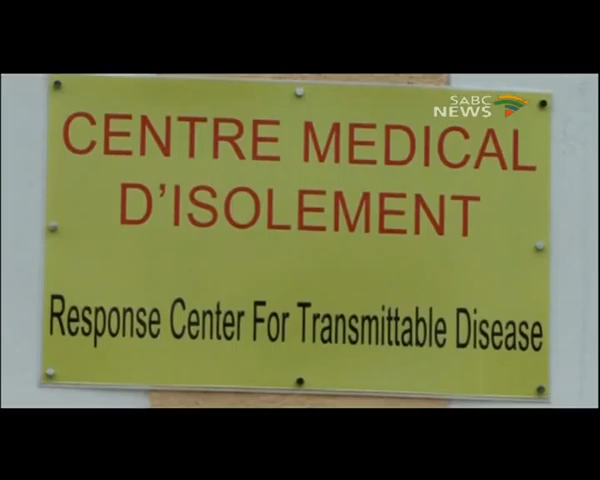 SABC
NEWS
CENTRE MEDICAL
D'ISOLEMENT
Response Center For Transmittable Disease